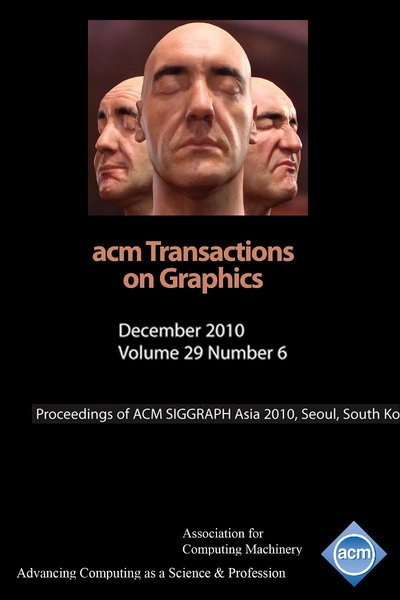 acm Transactions
on Graphics
December 2010
Volume 29 Number 6
Proceedings of ACM SIGGRAPH Asia 2010, Seoul, South Ko
Association for
Computing Machinery
acm
Advancing Computing as a Science & Profession